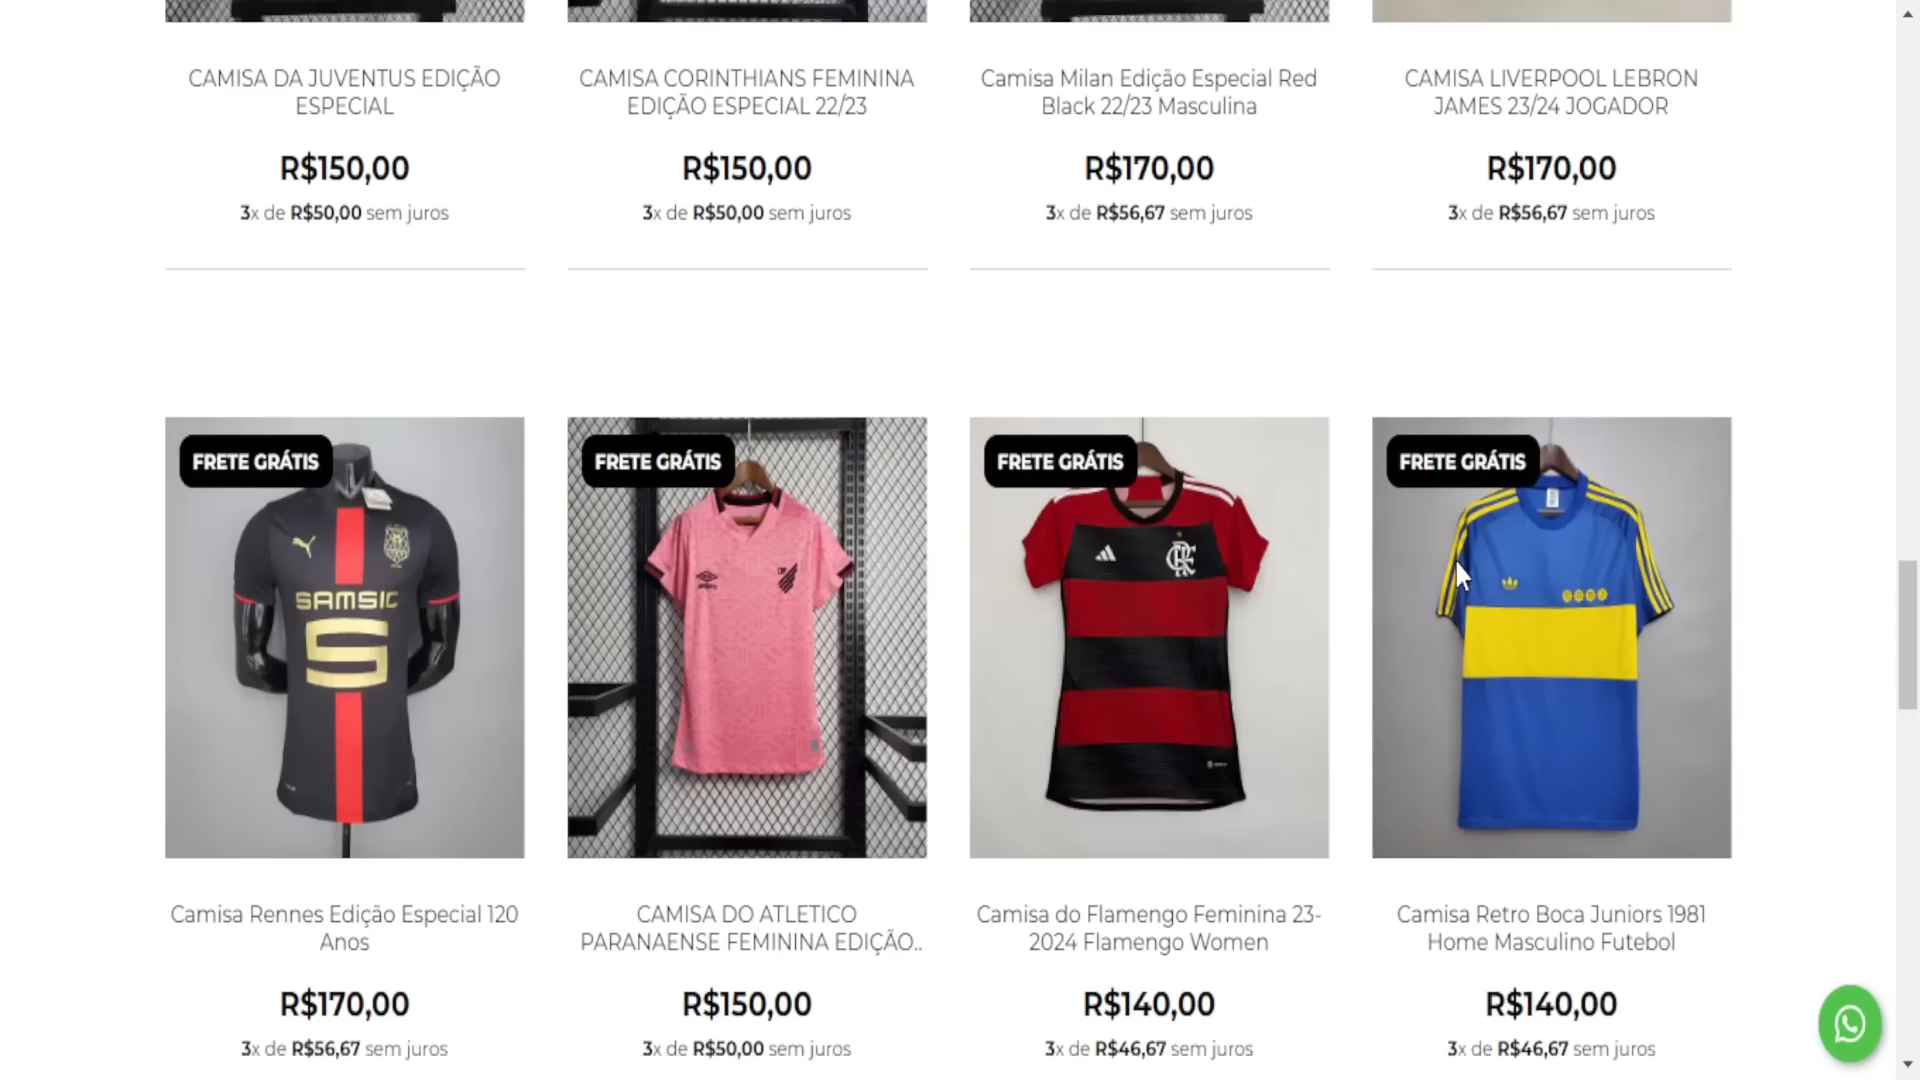 CAMISA DA JUVENTUS EDIÇÃO
ESPECIAL
R$150,00
3x de R$50,00 sem juros
CAMISA CORINTHIANS FEMININA
EDIÇÃO ESPECIAL 22/23
R$150,00
3x de R$50,00 sem juros
Camisa Milan Edição Especial Red
Black 22/23 Masculina
R$170,00
3x de R$56,67 sem juros
CAMISA LIVERPOOL LEBRON
JAMES 23/24 JOGADOR
R$170,00
3x de R$56,67 sem juros
FRETE GRÁTIS
SAMSIC
S
Camisa Rennes Edição Especial 120
Anos
R$170,00
3x de R$56,67 sem juros
FRETE GRÁTIS
CAMISA DO ATLETICO
PARANAENSE FEMININA EDIÇÃO..
R$150,00
3x de R$50,00 sem juros
FRETE GRÁTIS
Camisa do Flamengo Feminina 23-
2024 Flamengo Women
R$140,00
3x de R$46,67 sem juros
FRETE GRÁTIS
Camisa Retro Boca Juniors 1981
Home Masculino Futebol
R$140,00
3x de R$46,67 sem juros